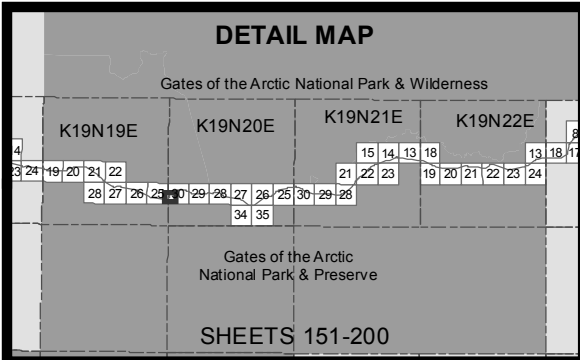 DETAIL MAP
Gates of the Arctic National Park & Wilderness
K19N19E K19N20E K19N21E K19N22E
8
4 15 14 13 18 13 18 17
23 24 19 20 21 22 21 22 23 19 20 21 22 23 24
28 27 26 25 30 29 28 27 26 25 30 29 28
34 35
Gates of the Arctic
National Park & Preserve
SHEETS 151-200